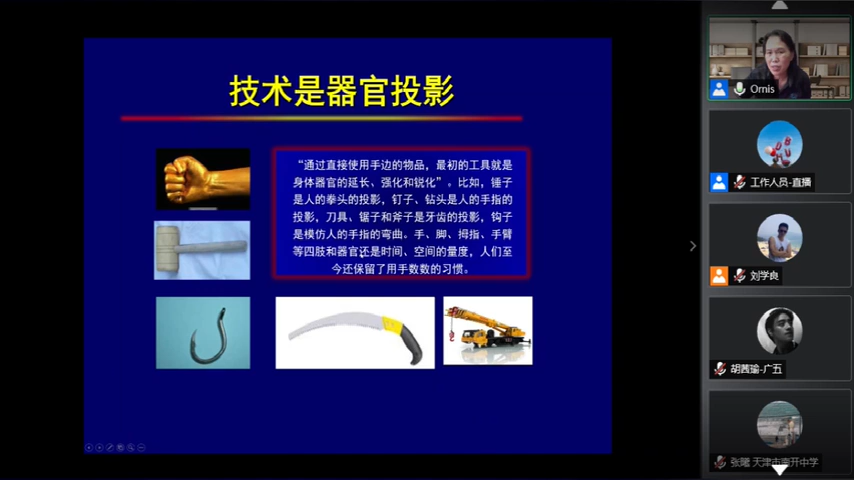 技术是器官投影
“通过直接使用手边的物品，最初的工具就是
身体器官的延长、强化和锐化”。比如，锤子
是人的拳头的投影，钉子、钻头是人的手指的
投影，刀具、锯子和斧子是牙齿的投影，钩子
是模仿人的手指的弯曲。手、脚、拇指、手臂
等四肢和器官还是时间、空间的量度，人们至
今还保留了用手数数的习惯。
Omis
工作人员-直播
刘学良
胡茜瑜-广五
天津市南开中学